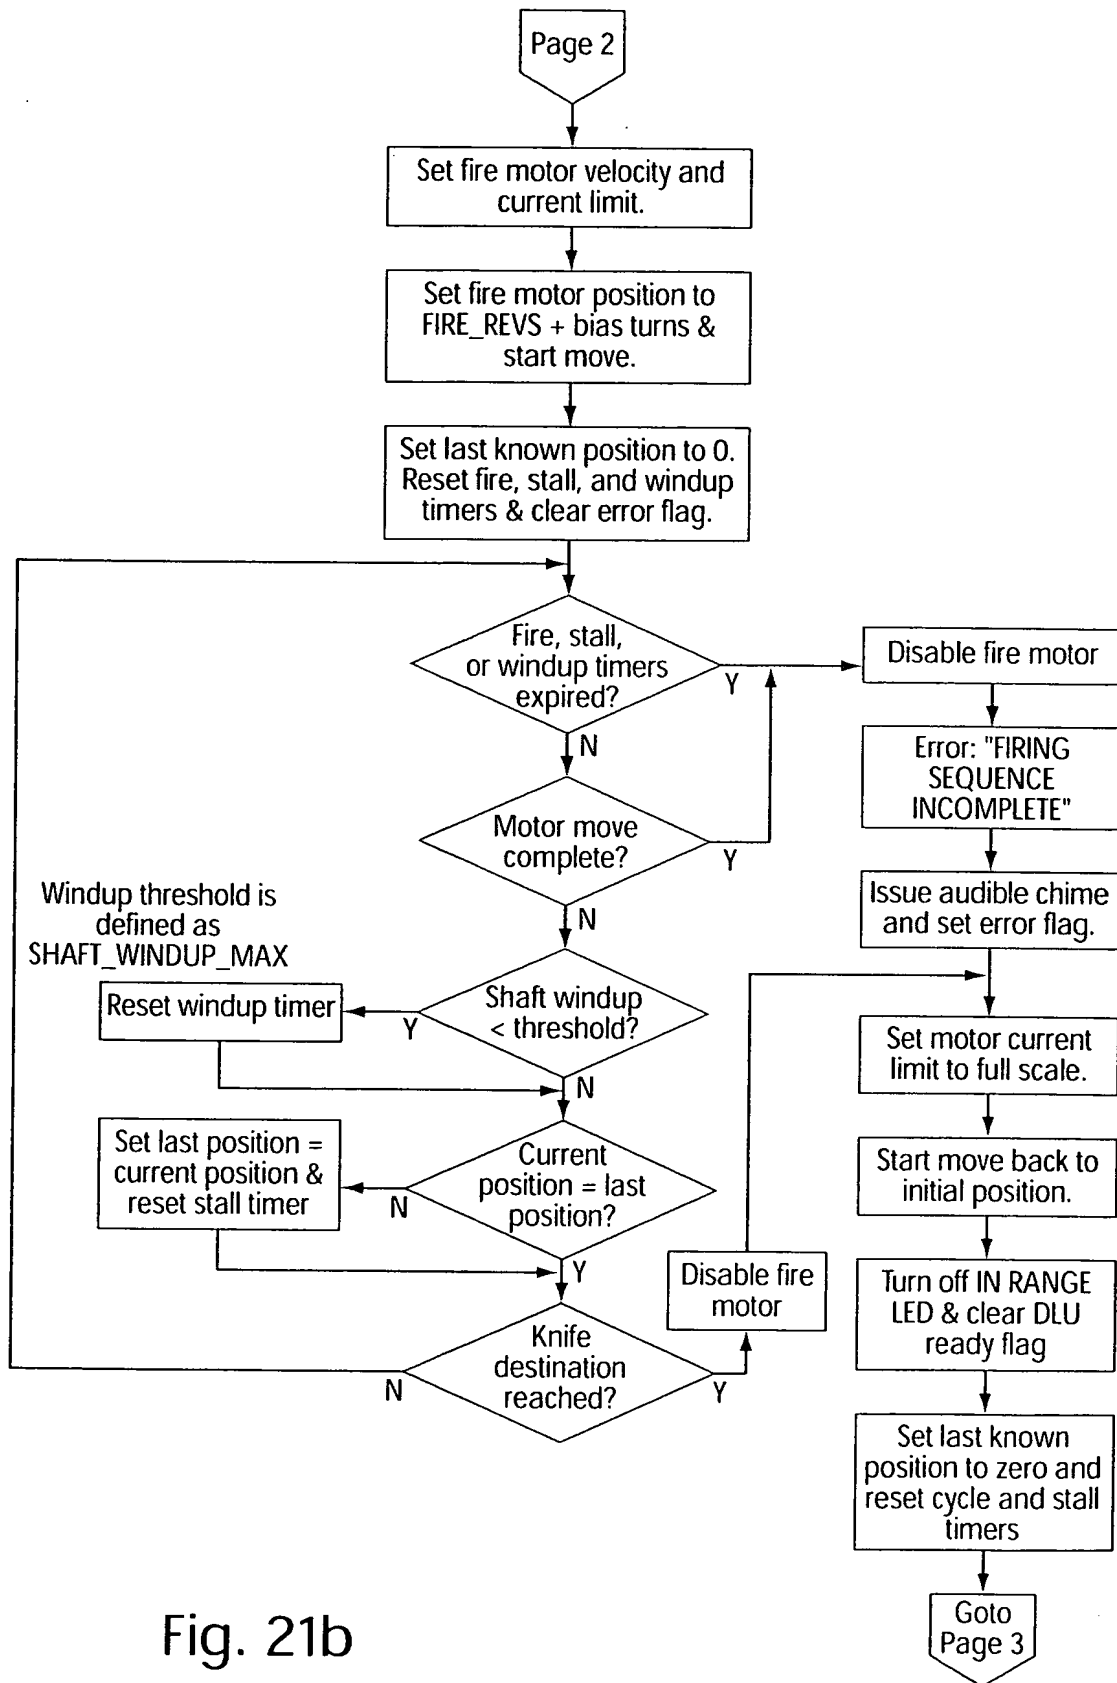 Page 2
Set fire motor velocity and
current limit.
Set fire motor position to
FIRE_REVS + bias turns &
start move.
Set last known position to 0.
Reset fire, stall, and windup
timers & clear error flag.
Fire, stall,
or windup timers
expired?
Y
N
Disable fire motor
Error: "FIRING
SEQUENCE
INCOMPLETE"
Motor move
complete?
Y
N
Issue audible chime
and set error flag.
Windup threshold is
defined as
SHAFT_WINDUP_MAX
Reset windup timer
Y
Shaft windup
< threshold?
N
Set motor current
limit to full scale.
Set last position =
current position &
reset stall timer
N
Current
position = last
position?
Y
Start move back to
initial position.
Disable fire
motor
Turn off IN RANGE
LED & clear DLU
ready flag
N
Knife
destination
reached?
Y
Set last known
position to zero and
reset cycle and stall
timers
Goto
Page 3
Fig. 21b